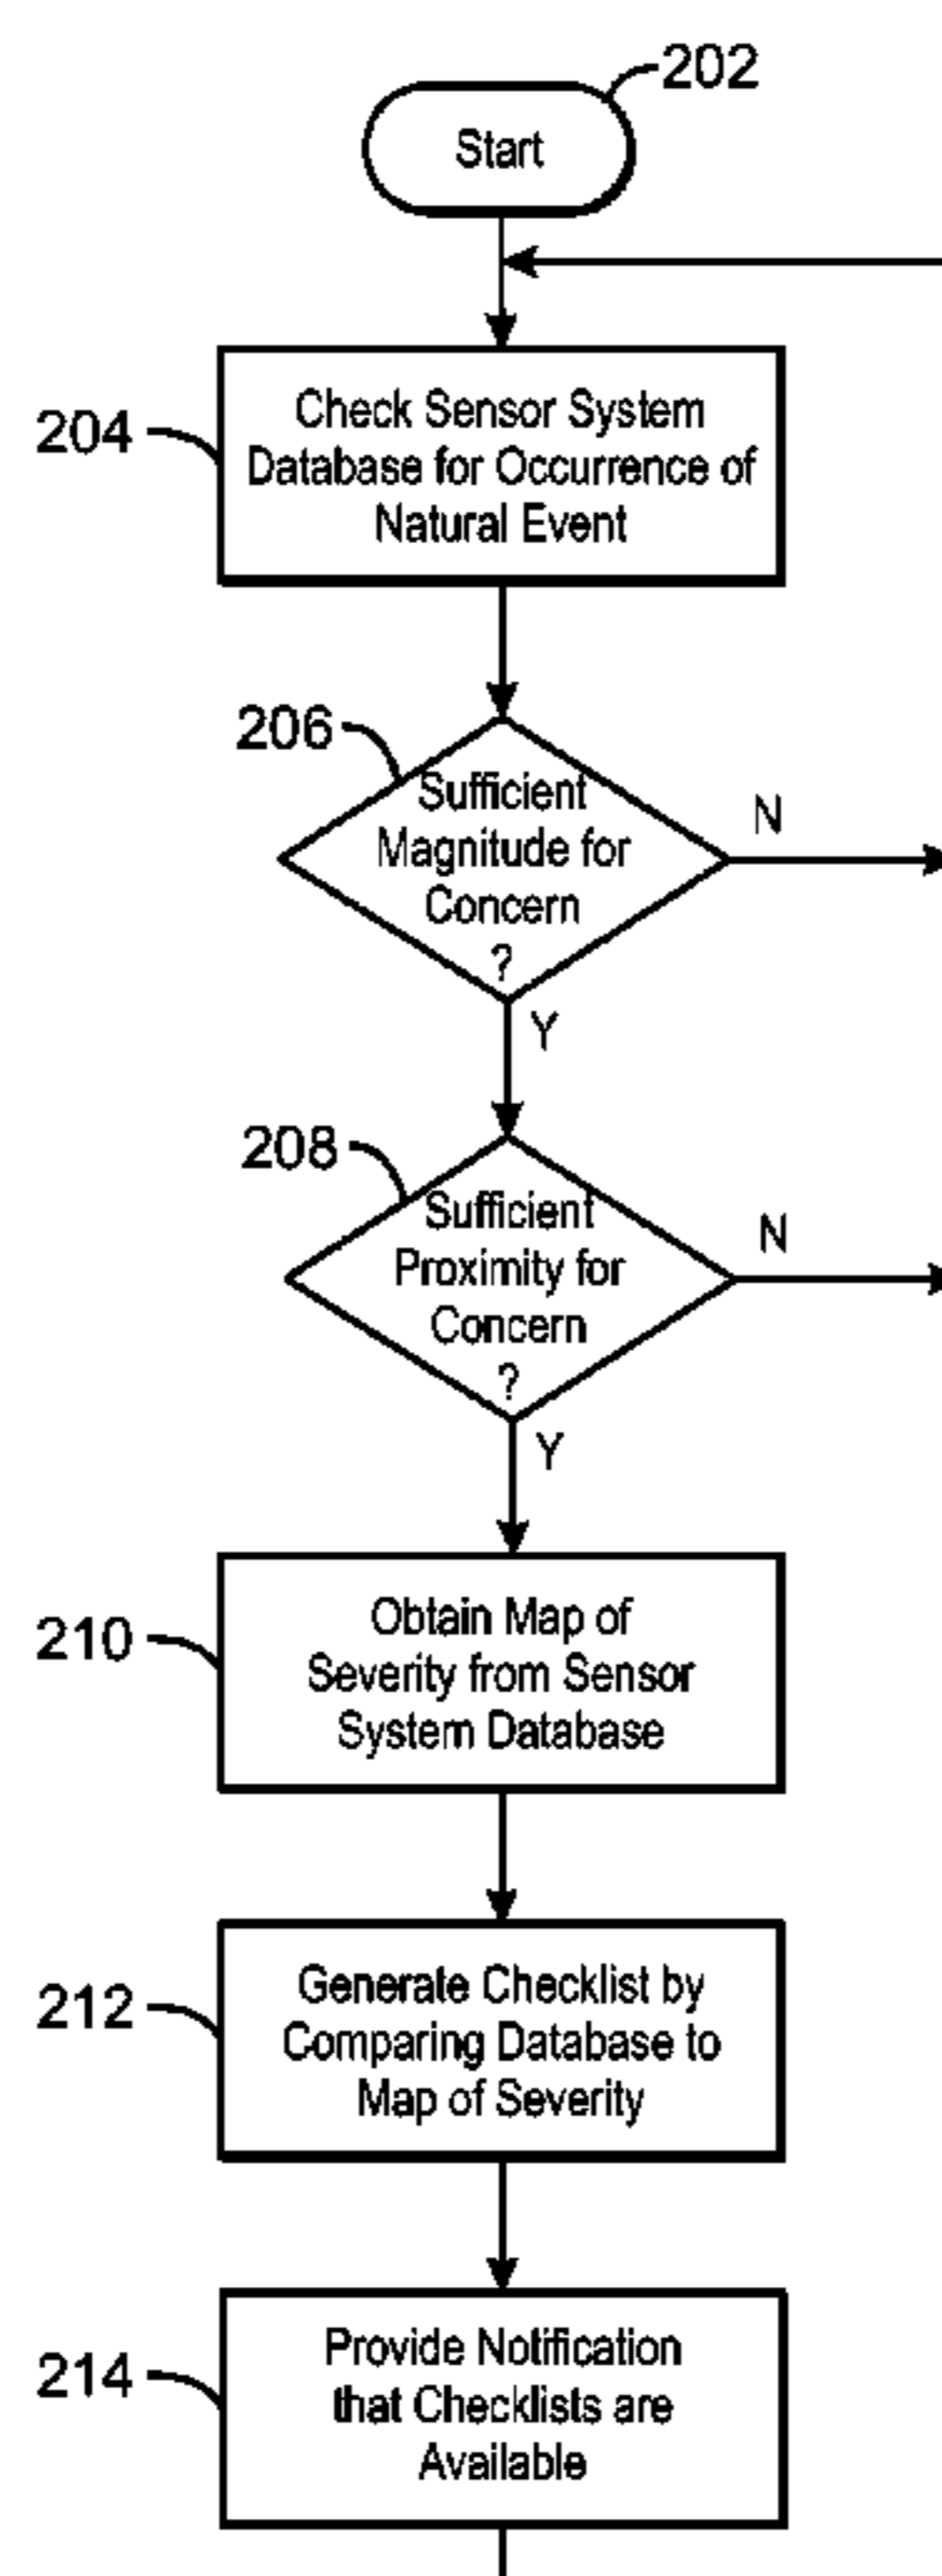 202
Start
204
Check Sensor System
Database for Occurrence of
Natural Event
206
Sufficient
Magnitude for
Concern
?
N
Y
208
Sufficient
Proximity for
Concern
?
N
Y
210
Obtain Map of
Severity from Sensor
System Database
212
Generate Checklist by
Comparing Database to
Map of Severity
214
Provide Notification
that Checklists are
Available